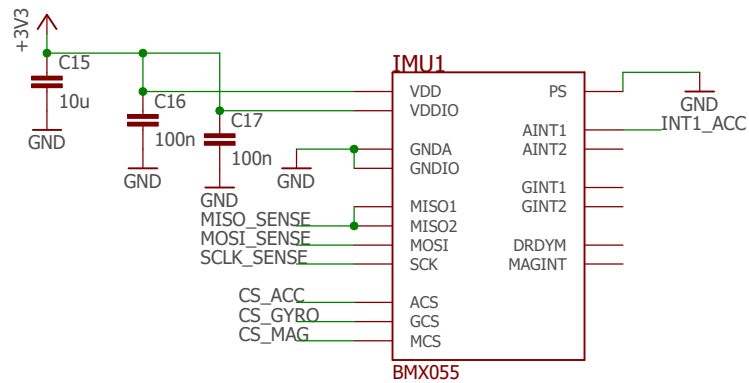 +3V3
C15
10u
GND
C16
100n
GND
C17
100n
GND
GND
MISO_SENSE
MOSI_SENSE
SCLK_SENSE
CS_ACC
CS_GYRO
CS_MAG
IMU1
VDD
VDDIO
GNDA
GNDIO
MISO1
MISO2
MOSI
SCK
ACS
GCS
MCS
PS
AINT1
AINT2
GINT1
GINT2
DRDYM
MAGINT
BMX055
GND
INT1_ACC